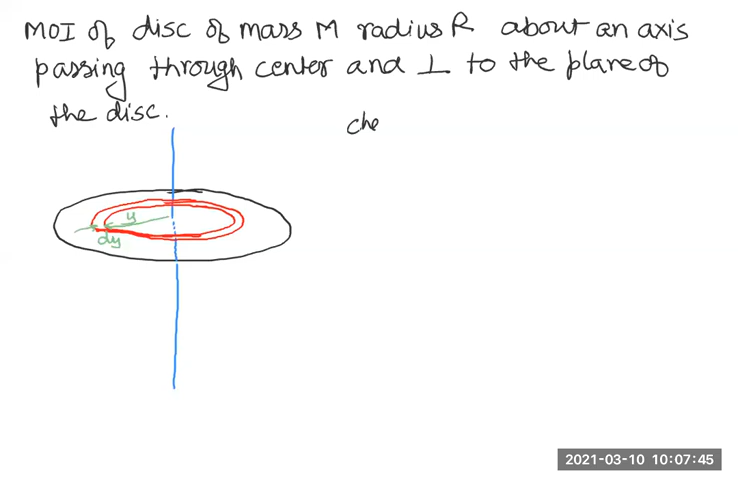 MOI of disc of mass M radius R about an axis
passing through center and ⊥ to the plane of
the disc.
che
y
dy
2021-03-10 10:07:45